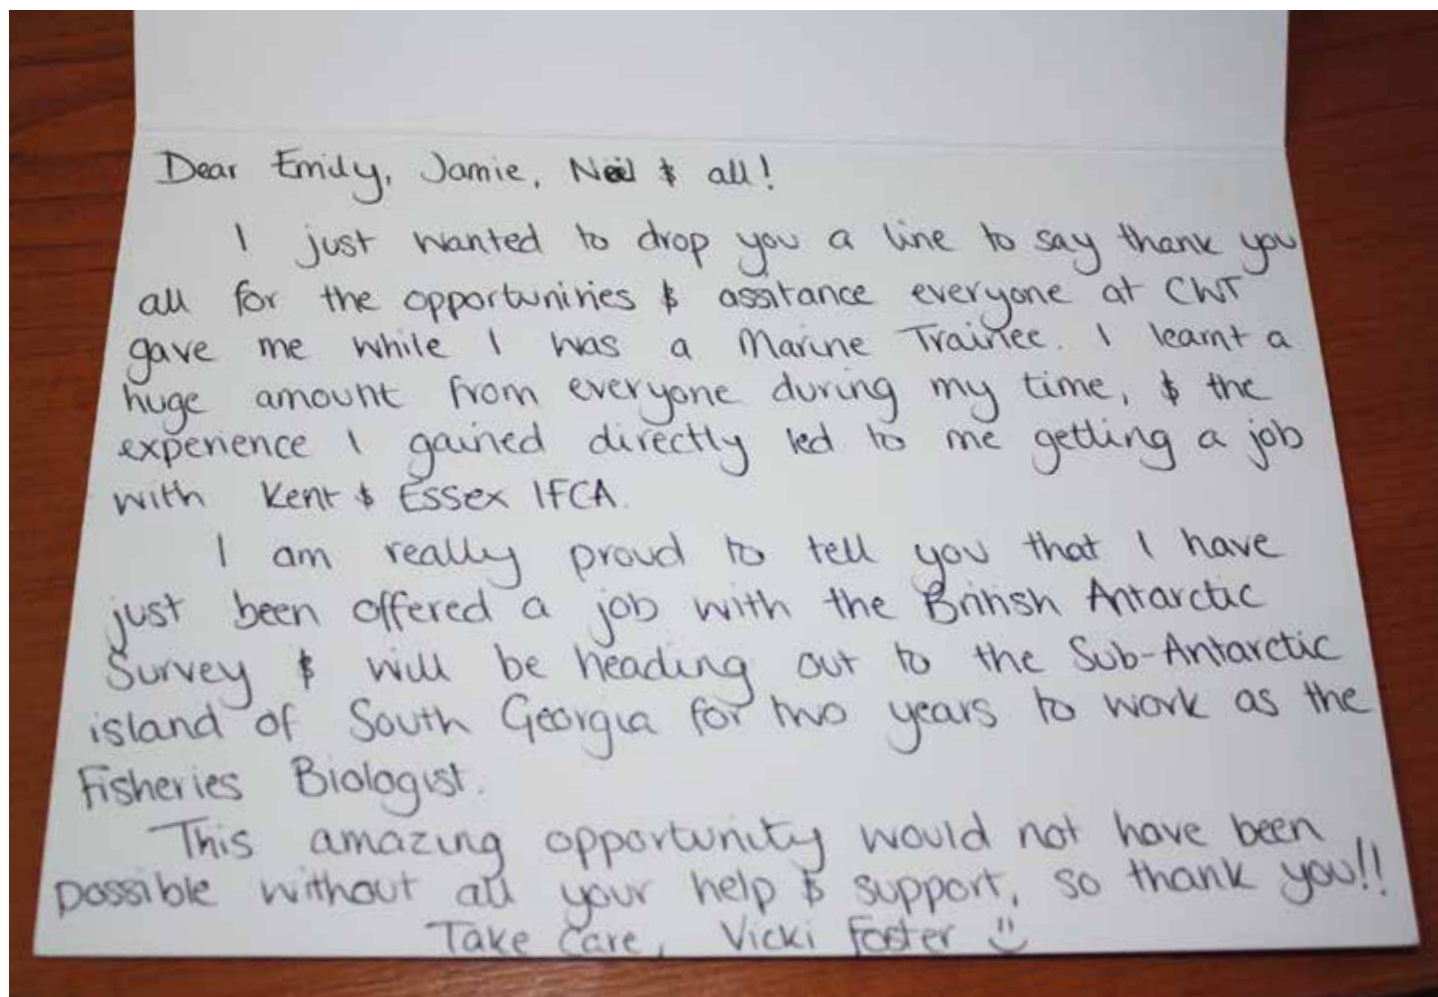 Dear Emily, Jamie, Neil & all!
I just wanted to drop you a line to say thank you
all for the opportuninies & assitance everyone at CWT
gave me while I was a Marine Trainee. I learnt a
huge amount from everyone during my time, & the
experience I gained directly led to me getting a job
with Kent & Essex IFCA.
I am really proud to tell you that I have
just been offered a job with the British Antarctic
Survey & will be heading out to the Sub-Antarctic
island of South Georgia for two years to work as the
Fisheries Biologist.
This amazing opportunity would not have been
possible without all your help & support, so thank you!!
Take Care, Vicki Foster